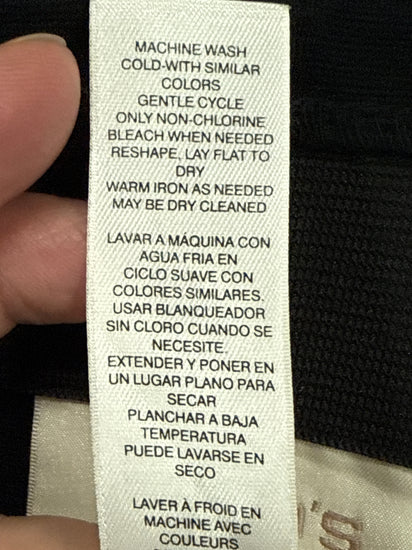 MACHINE WASH
COLD-WITH SIMILAR
COLORS
GENTLE CYCLE
ONLY NON-CHLORINE
BLEACH WHEN NEEDED
RESHAPE, LAY FLAT TO
DRY
WARM IRON AS NEEDED
MAY BE DRY CLEANED
LAVAR A MÁQUINA CON
AGUA FRIA EN
CICLO SUAVE CON
COLORES SIMILARES.
USAR BLANQUEADOR
SIN CLORO CUANDO SE
NECESITE.
EXTENDER Y PONER EN
UN LUGAR PLANO PARA
SECAR
PLANCHAR A BAJA
TEMPERATURA
PUEDE LAVARSE EN
SECO
LAVER À FROID EN
MACHINE AVEC
COULEURS
's